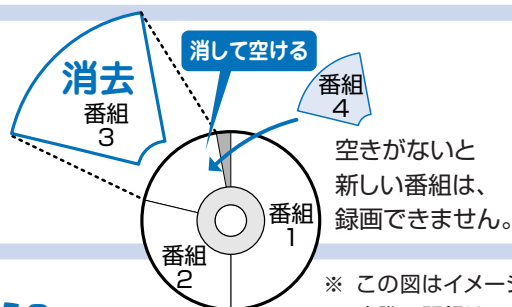 消して空ける
消去
番組
3
番組
4
空きがないと
新しい番組は、
録画できません。
番組
1
番組
2
※ この図はイメージ